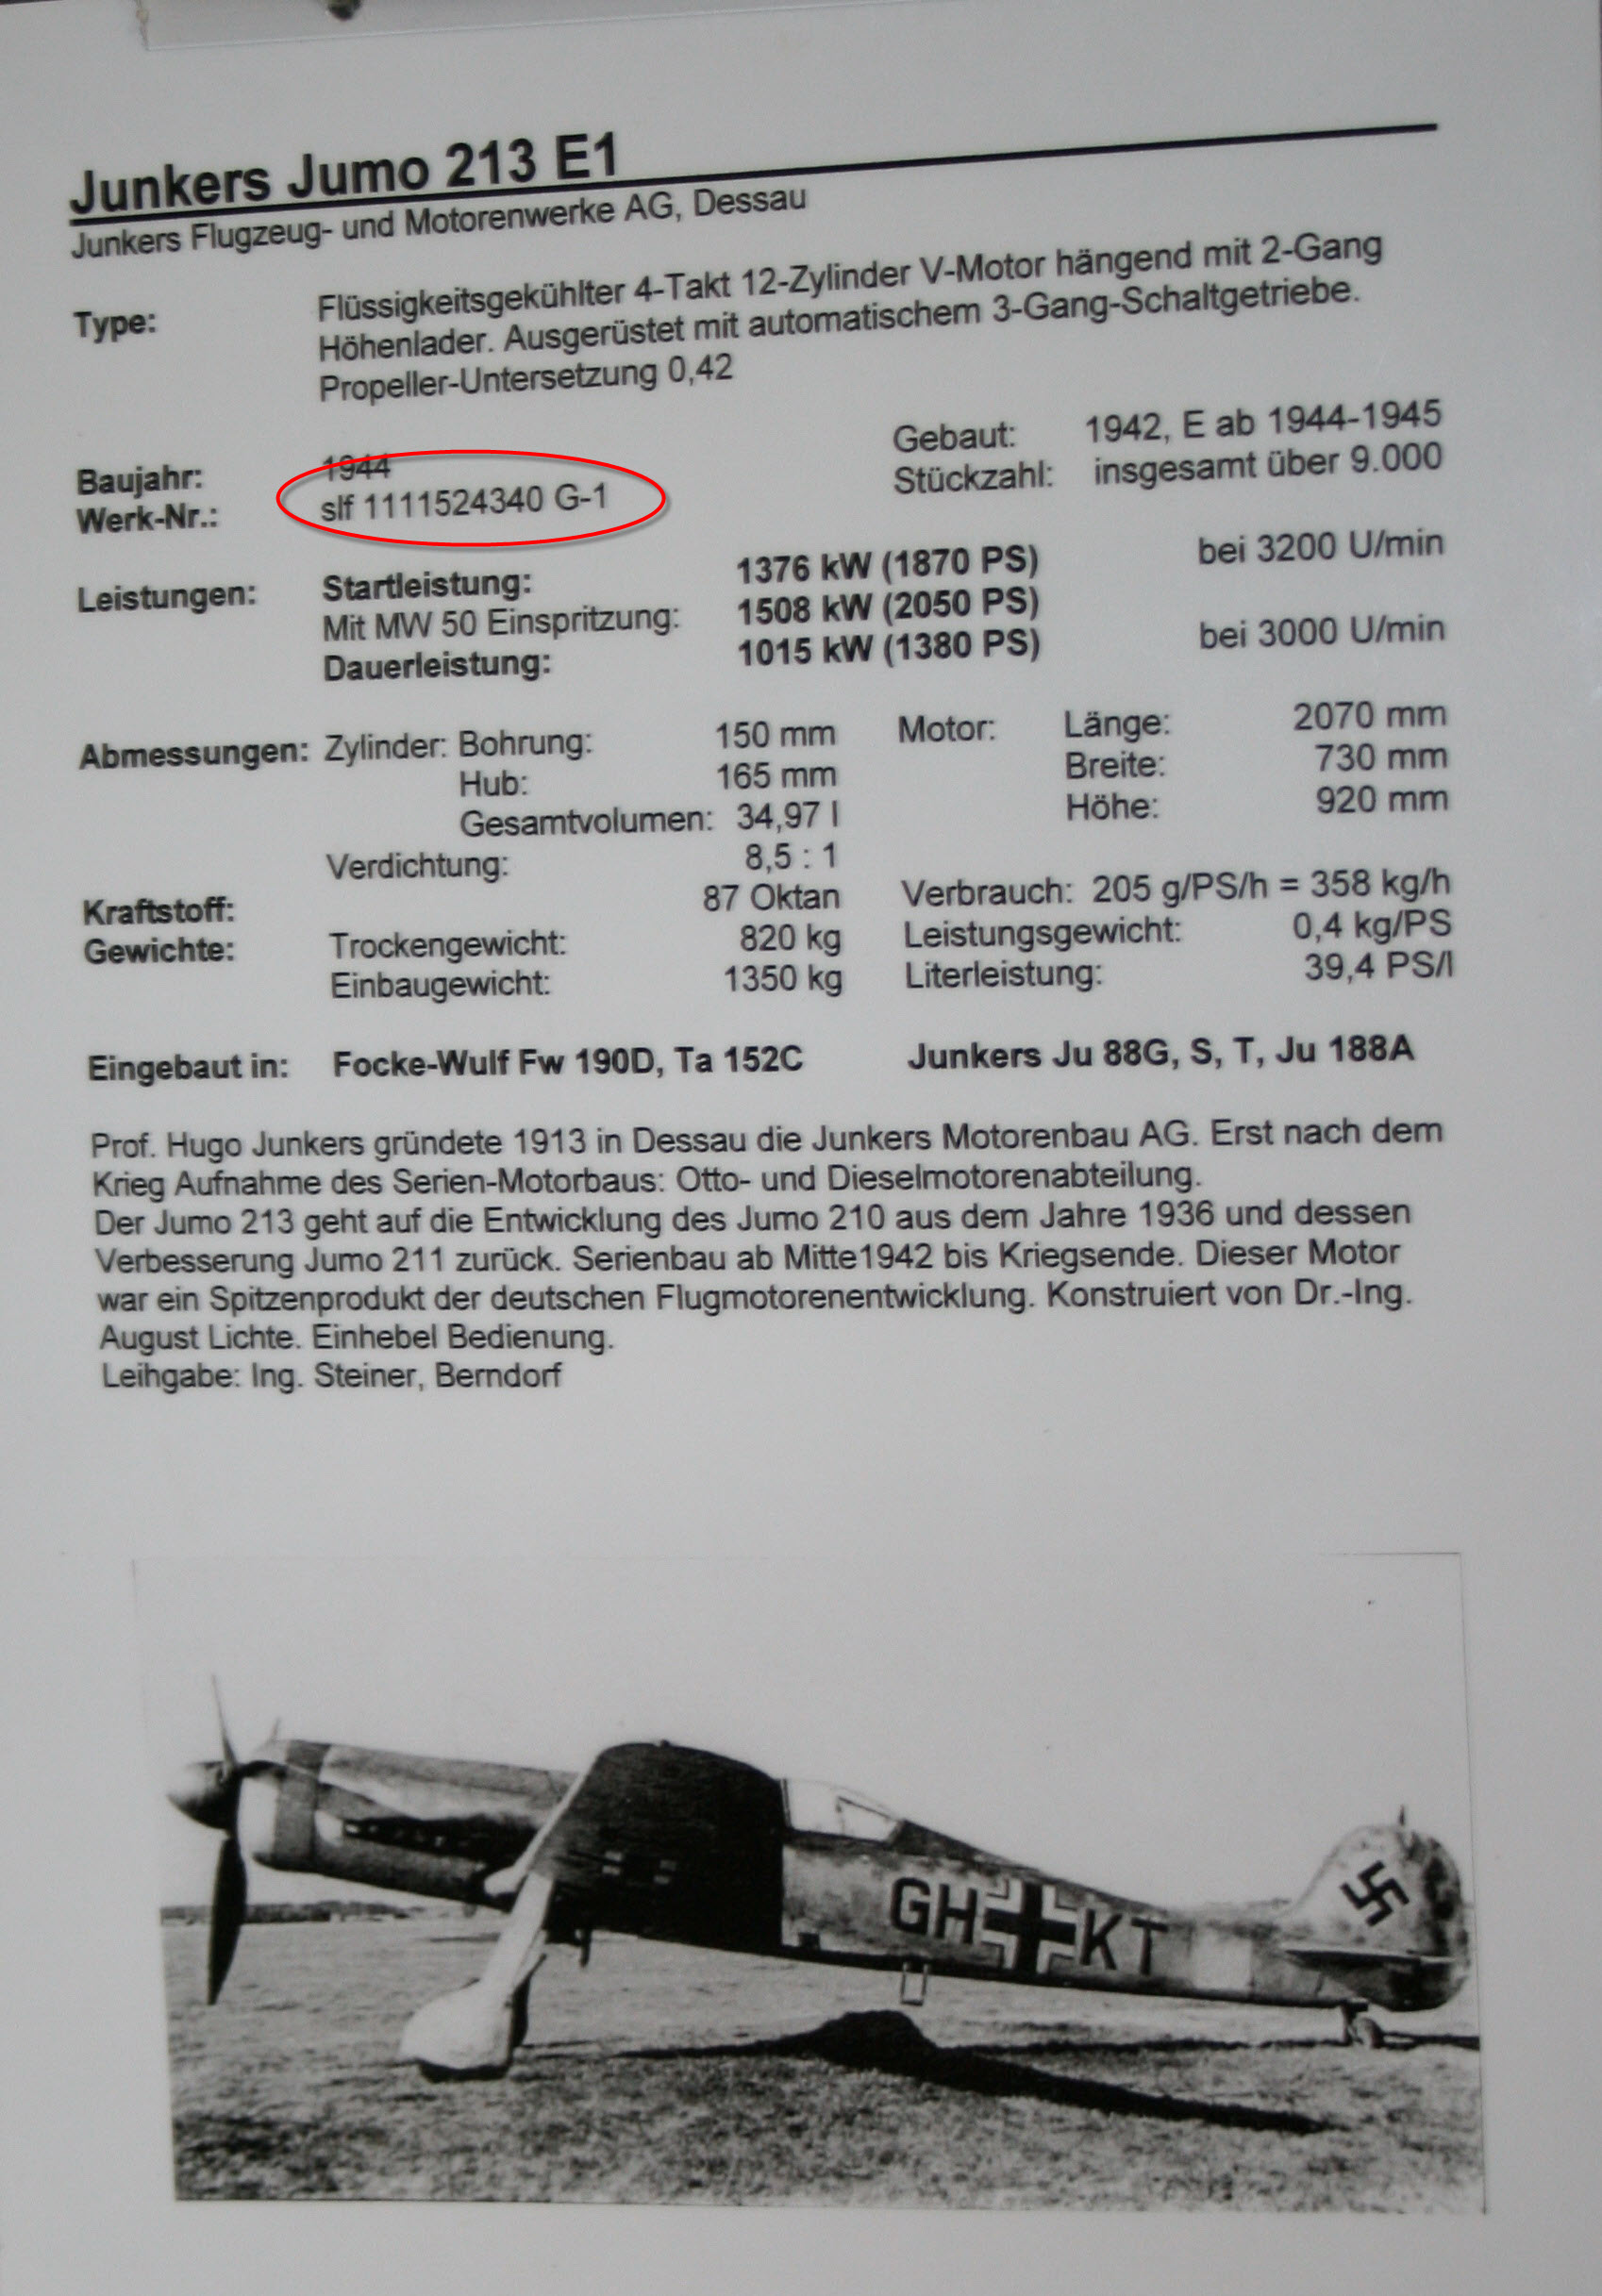 Junkers Jumo 213 E1
Junkers Flugzeug- und Motorenwerke AG, Dessau
Type: Flüssigkeitsgekühlter 4-Takt 12-Zylinder V-Motor hängend mit 2-Gang
Höhenlader. Ausgerüstet mit automatischem 3-Gang-Schaltgetriebe.
Propeller-Untersetzung 0,42
Baujahr: 1944 Gebaut: 1942, E ab 1944-1945
Werk-Nr.: slf 1111524340 G-1 Stückzahl: insgesamt über 9.000
Leistungen: Startleistung: 1376 kW (1870 PS) bei 3200 U/min
Mit MW 50 Einspritzung: 1508 kW (2050 PS)
Dauerleistung: 1015 kW (1380 PS) bei 3000 U/min
Abmessungen: Zylinder: Bohrung: 150 mm Motor: Länge: 2070 mm
Hub: 165 mm Breite: 730 mm
Gesamtvolumen: 34,97 l Höhe: 920 mm
Verdichtung: 8,5 : 1
Kraftstoff: 87 Oktan Verbrauch: 205 g/PS/h = 358 kg/h
Gewichte: Trockengewicht: 820 kg Leistungsgewicht: 0,4 kg/PS
Einbaugewicht: 1350 kg Literleistung: 39,4 PS/l
Eingebaut in: Focke-Wulf Fw 190D, Ta 152C Junkers Ju 88G, S, T, Ju 188A
Prof. Hugo Junkers gründete 1913 in Dessau die Junkers Motorenbau AG. Erst nach dem
Krieg Aufnahme des Serien-Motorbaus: Otto- und Dieselmotorenabteilung.
Der Jumo 213 geht auf die Entwicklung des Jumo 210 aus dem Jahre 1936 und dessen
Verbesserung Jumo 211 zurück. Serienbau ab Mitte1942 bis Kriegsende. Dieser Motor
war ein Spitzenprodukt der deutschen Flugmotorenentwicklung. Konstruiert von Dr.-Ing.
August Lichte. Einhebel Bedienung.
Leihgabe: Ing. Steiner, Berndorf
GH KT